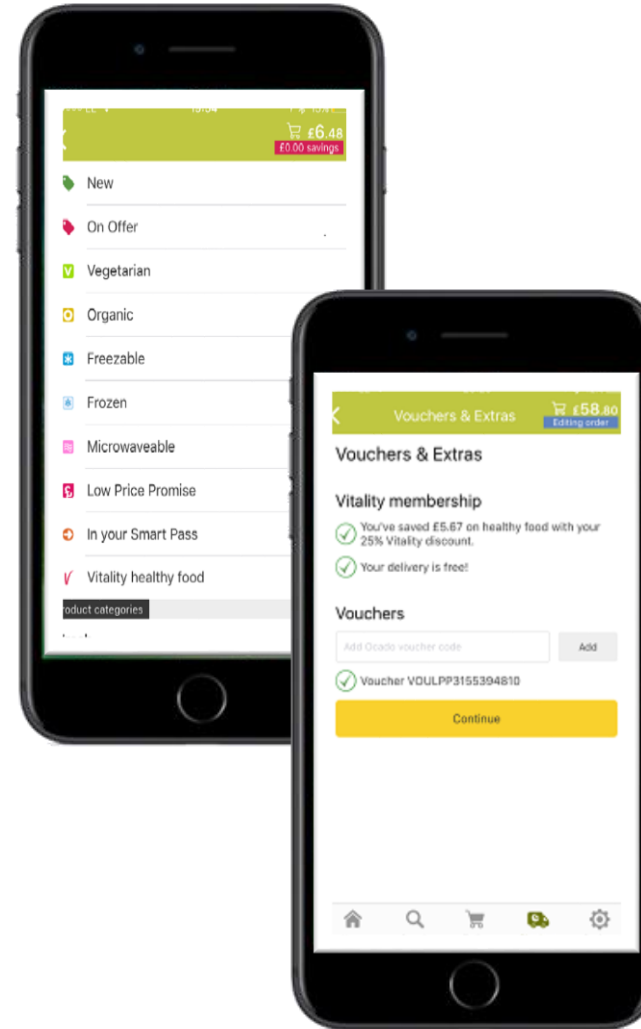 £6.48
£0.00 savings
New
On Offer
Vegetarian
Organic
Freezable
Frozen
Microwaveable
Low Price Promise
In your Smart Pass
Vitality healthy food
roduct categories
Vouchers & Extras
£58.80
Editing order
Vouchers & Extras
Vitality membership
You've saved £5.67 on healthy food with your
25% Vitality discount.
Your delivery is free!
Vouchers
Add Ocado voucher code
Add
Voucher VOULPP3155394810
Continue